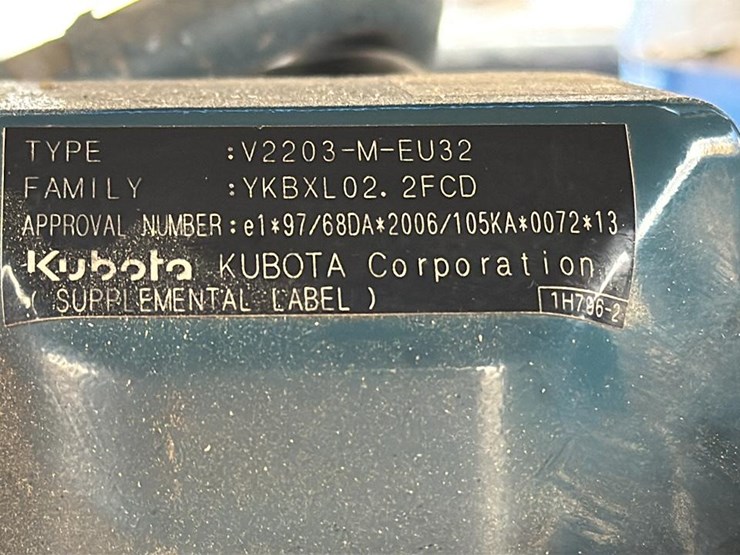 TYPE :V2203-M-EU32
FAMILY :YKBXL02.2FCD
APPROVAL NUMBER:e1*97/68DA*2006/105KA*0072*13
Kubota KUBOTA Corporation
( SUPPLEMENTAL LABEL ) 1H796-2